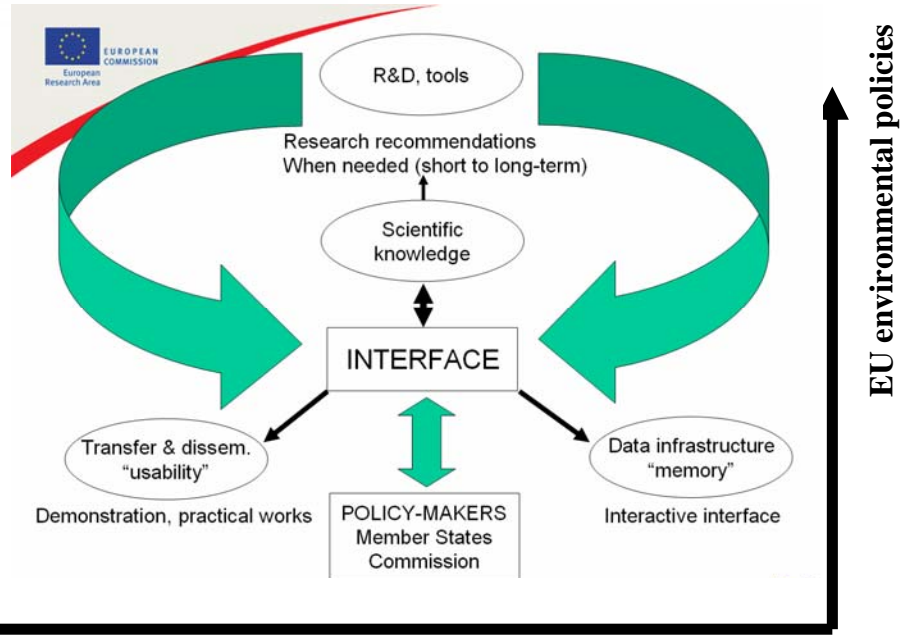 EUROPEAN
COMMISSION
European
Research Area
R&D, tools
Research recommendations
When needed (short to long-term)
Scientific
knowledge
INTERFACE
Transfer & dissem.
“usability”
Demonstration, practical works
POLICY-MAKERS
Member States
Commission
Data infrastructure
“memory”
Interactive interface
EU environmental policies